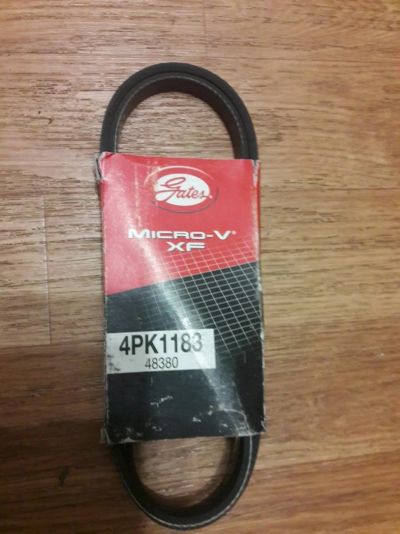 Gates
MICRO-V®
XF
4PK1183
48380